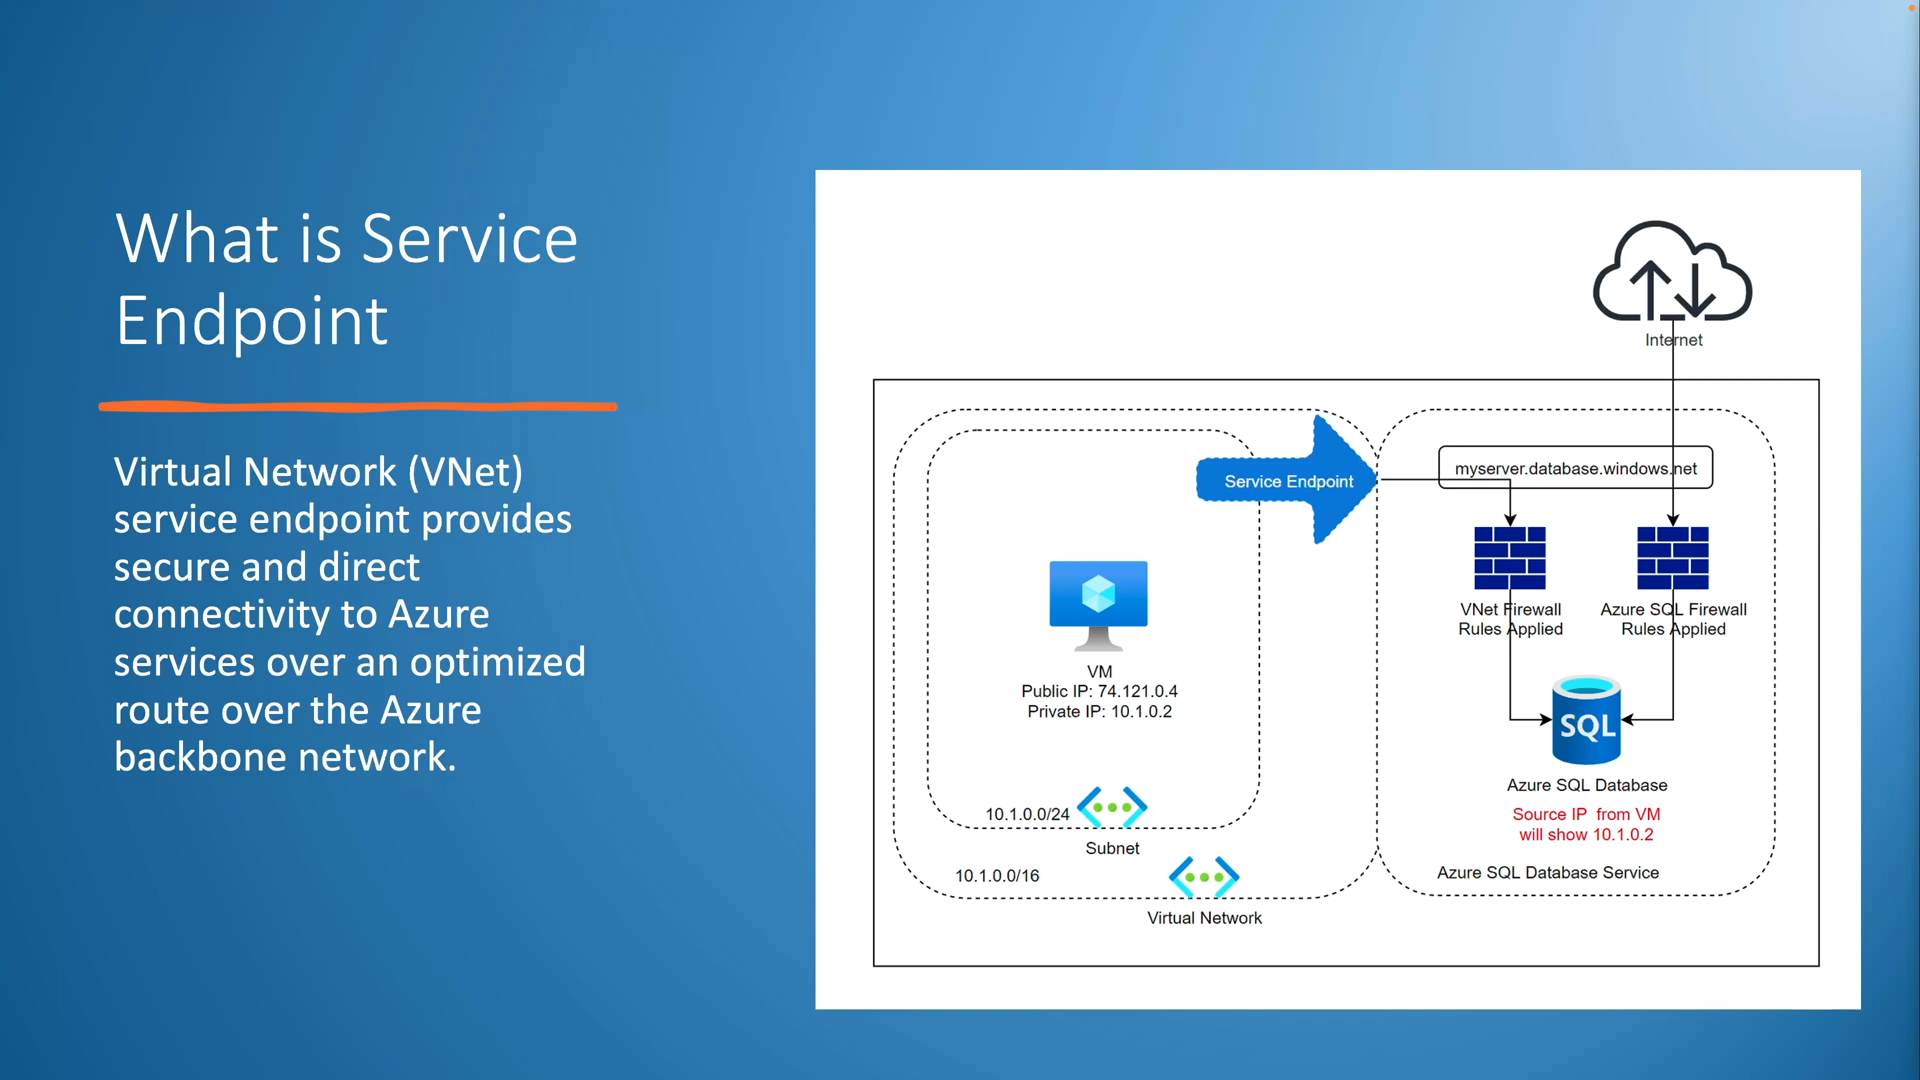 What is Service
Endpoint
Virtual Network (VNet)
service endpoint provides
secure and direct
connectivity to Azure
services over an optimized
route over the Azure
backbone network.
Internet
Service Endpoint
myserver.database.windows.net
VNet Firewall
Rules Applied
Azure SQL Firewall
Rules Applied
VM
Public IP: 74.121.0.4
Private IP: 10.1.0.2
SQL
Azure SQL Database
Source IP from VM
will show 10.1.0.2
10.1.0.0/24
Subnet
10.1.0.0/16
Azure SQL Database Service
Virtual Network